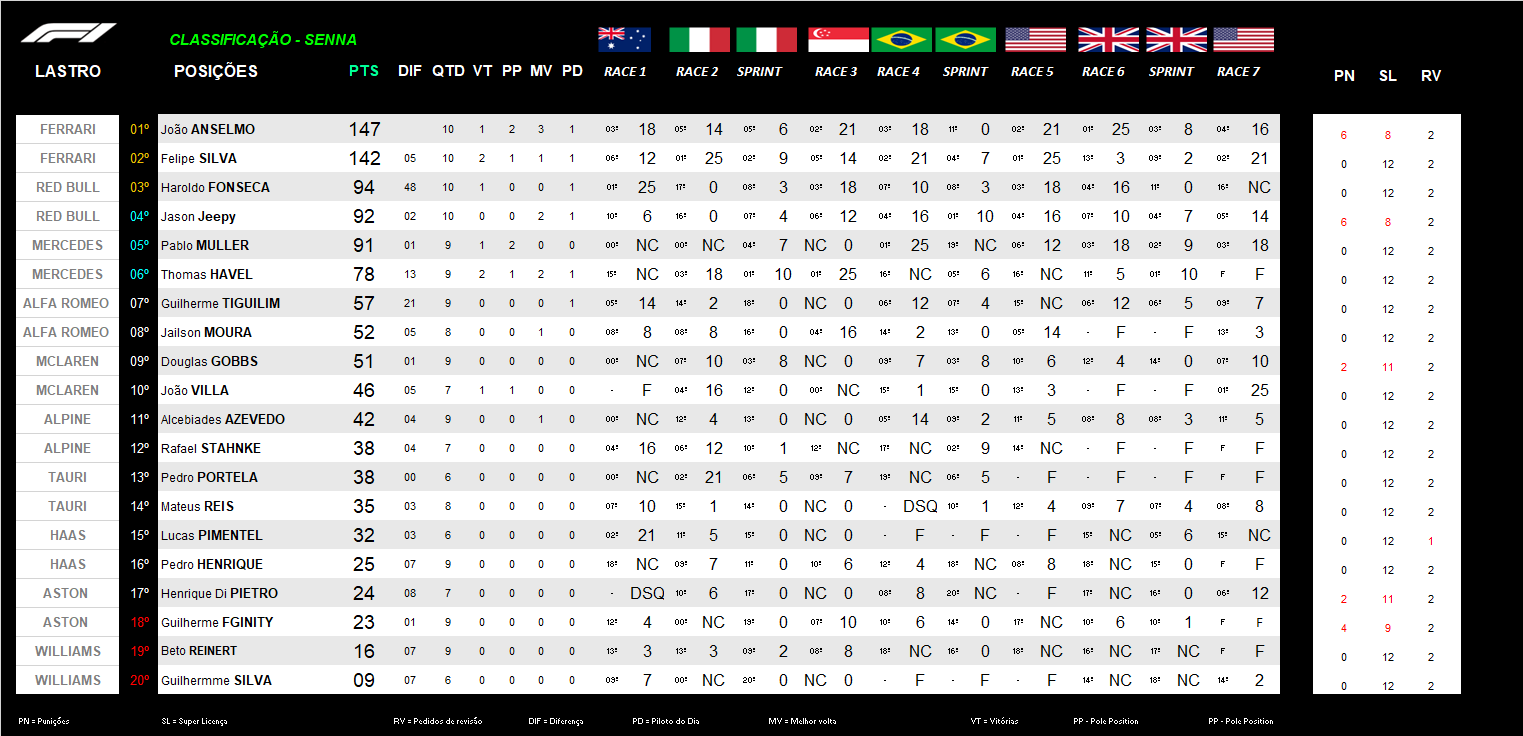 F1
CLASSIFICAÇÃO - SENNA
LASTRO POSIÇÕES PTS DIF QTD VT PP MV PD RACE 1 RACE 2 SPRINT RACE 3 RACE 4 SPRINT RACE 5 RACE 6 SPRINT RACE 7 PN SL RV
FERRARI 01º João ANSELMO 147 10 1 2 3 1 03º 18 05º 14 05º 6 02º 21 03º 18 11º 0 02º 21 01º 25 03º 8 04º 16 6 8 2
FERRARI 02º Felipe SILVA 142 05 10 2 1 1 1 06º 12 01º 25 02º 9 05º 14 02º 21 04º 7 01º 25 13º 3 09º 2 02º 21 0 12 2
RED BULL 03º Haroldo FONSECA 94 48 10 1 0 0 1 01º 25 17º 0 08º 3 03º 18 07º 10 08º 3 03º 18 04º 16 11º 0 16º NC 0 12 2
RED BULL 04º Jason Jeepy 92 02 10 0 0 2 1 10º 6 16º 0 07º 4 06º 12 04º 16 01º 10 04º 16 07º 10 04º 7 05º 14 6 8 2
MERCEDES 05º Pablo MULLER 91 01 9 1 2 0 0 00º NC 00º NC 04º 7 NC 0 01º 25 19º NC 06º 12 03º 18 02º 9 03º 18 0 12 2
MERCEDES 06º Thomas HAVEL 78 13 9 2 1 2 1 15º NC 03º 18 01º 10 01º 25 16º NC 05º 6 16º NC 11º 5 01º 10 F F 0 12 2
ALFA ROMEO 07º Guilherme TIGUILIM 57 21 9 0 0 0 1 05º 14 14º 2 18º 0 NC 0 06º 12 07º 4 15º NC 06º 12 06º 5 09º 7 0 12 2
ALFA ROMEO 08º Jailson MOURA 52 05 8 0 0 1 0 08º 8 08º 8 16º 0 04º 16 14º 2 13º 0 05º 14 - F - F 13º 3 0 12 2
MCLAREN 09º Douglas GOBBS 51 01 9 0 0 0 0 00º NC 07º 10 03º 8 NC 0 09º 7 03º 8 10º 6 12º 4 14º 0 07º 10 2 11 2
MCLAREN 10º João VILLA 46 05 7 1 1 0 0 - F 04º 16 12º 0 00º NC 15º 1 15º 0 13º 3 - F - F 01º 25 0 12 2
ALPINE 11º Alcebiades AZEVEDO 42 04 9 0 0 1 0 00º NC 12º 4 13º 0 NC 0 05º 14 09º 2 11º 5 08º 8 08º 3 11º 5 0 12 2
ALPINE 12º Rafael STAHNKE 38 04 7 0 0 0 0 04º 16 06º 12 10º 1 12º NC 17º NC 02º 9 14º NC - F - F F F 0 12 2
TAURI 13º Pedro PORTELA 38 00 6 0 0 0 0 00º NC 02º 21 06º 5 09º 7 19º NC 06º 5 - F - F - F F F 0 12 2
TAURI 14º Mateus REIS 35 03 8 0 0 0 0 07º 10 15º 1 14º 0 NC 0 - DSQ 10º 1 12º 4 09º 7 07º 4 08º 8 0 12 2
HAAS 15º Lucas PIMENTEL 32 03 6 0 0 0 0 02º 21 11º 5 15º 0 NC 0 - F - F - F 15º NC 05º 6 15º NC 0 12 1
HAAS 16º Pedro HENRIQUE 25 07 9 0 0 0 0 18º NC 09º 7 11º 0 10º 6 12º 4 18º NC 08º 8 18º NC 15º 0 F F 0 12 2
ASTON 17º Henrique Di PIETRO 24 08 7 0 0 0 0 - DSQ 10º 6 17º 0 NC 0 08º 8 20º NC - F 17º NC 16º 0 06º 12 2 11 2
ASTON 18º Guilherme FGINITY 23 01 9 0 0 0 0 12º 4 00º NC 19º 0 07º 10 10º 6 14º 0 17º NC 10º 6 10º 1 F F 4 9 2
WILLIAMS 19º Beto REINERT 16 07 9 0 0 0 0 13º 3 13º 3 09º 2 08º 8 18º NC 16º 0 18º NC 16º NC 17º NC F F 0 12 2
WILLIAMS 20º Guilhermme SILVA 09 07 6 0 0 0 0 09º 7 00º NC 20º 0 NC 0 - F - F - F 14º NC 18º NC 14º 2 0 12 2
PN = Punições SL = Super Licença RV = Pedidos de revisão DIF = Diferença PD = Piloto do Dia MV = Melhor volta VT = Vitórias PP - Pole Position PP - Pole Position